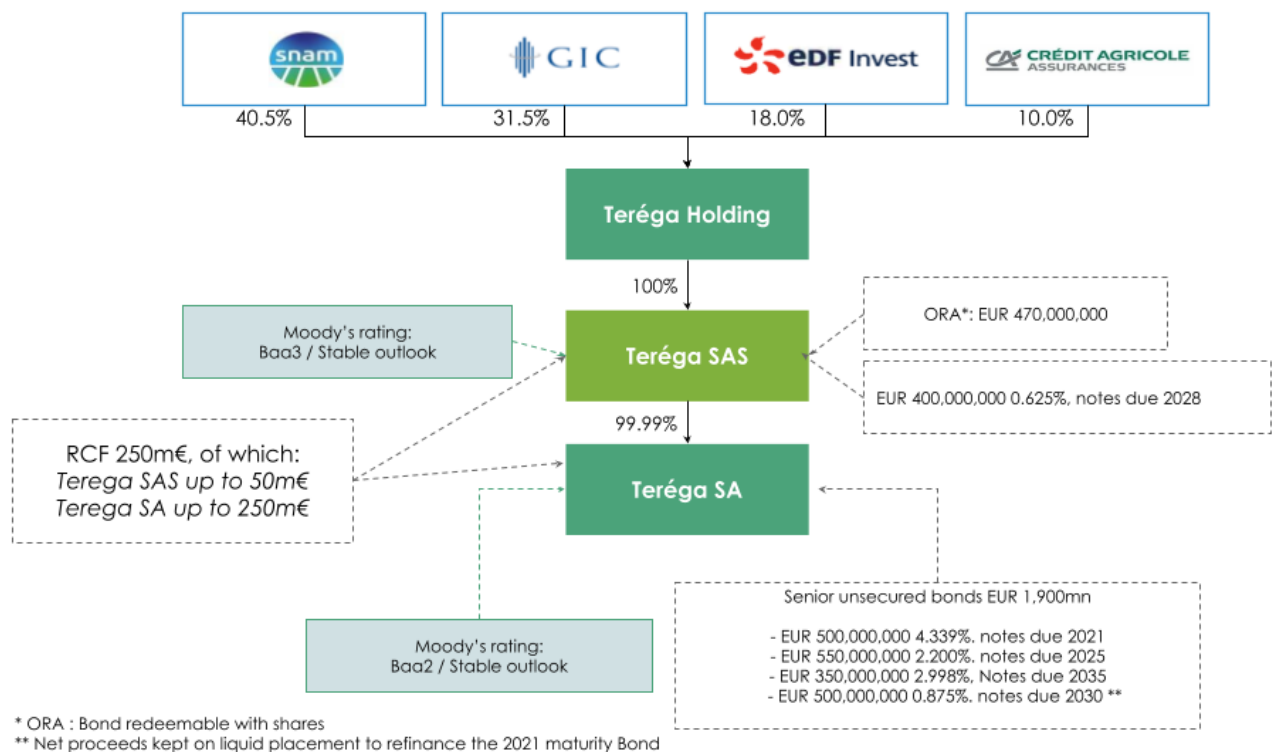 snam
GIC
eDF Invest
CA CRÉDIT AGRICOLE
ASSURANCES
40.5%
31.5%
18.0%
10.0%
Teréga Holding
100%
ORA*: EUR 470,000,000
Moody's rating:
Baa3 / Stable outlook
Teréga SAS
EUR 400,000,000 0.625%, notes due 2028
99.99%
RCF 250m€, of which:
Terega SAS up to 50m€
Terega SA up to 250m€
Teréga SA
Senior unsecured bonds EUR 1,900mn
- EUR 500,000,000 4.339%. notes due 2021
- EUR 550,000,000 2.200%. notes due 2025
- EUR 350,000,000 2.998%, Notes 2035
- EUR 500,000,000 0.875%. notes due 2030 **
Moody's rating:
Baa2 / Stable outlook
* ORA : Bond redeemable with shares
** Net proceeds kept on liquid placement to refinance the 2021 maturity Bond